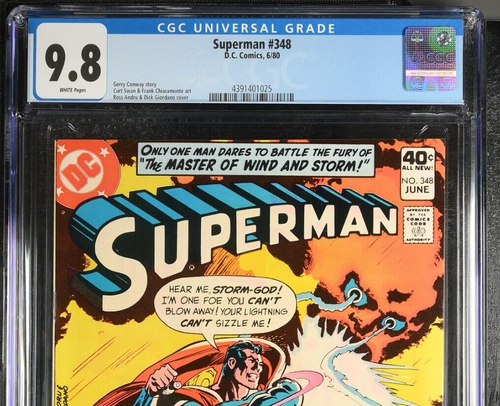 CGC UNIVERSAL GRADE
9.8
WHITE Pages
Superman #348
D.C. Comics, 6/80
Gerry Conway story
Curt Swan & Frank Chiaramonte art
Ross Andru & Dick Giordano cover
4391401025
CGC
DC
ONLY ONE MAN DARES TO BATTLE THE FURY OF
"THE MASTER OF WIND AND STORM!"
40¢
ALL NEW!
NO. 348
JUNE
APPROVED
BY THE
COMICS
CODE
AUTHORITY
SUPERMAN
HEAR ME, STORM-GOD!
I'M ONE FOE YOU CAN'T
BLOW AWAY! YOUR LIGHTNING
CAN'T SIZZLE ME!